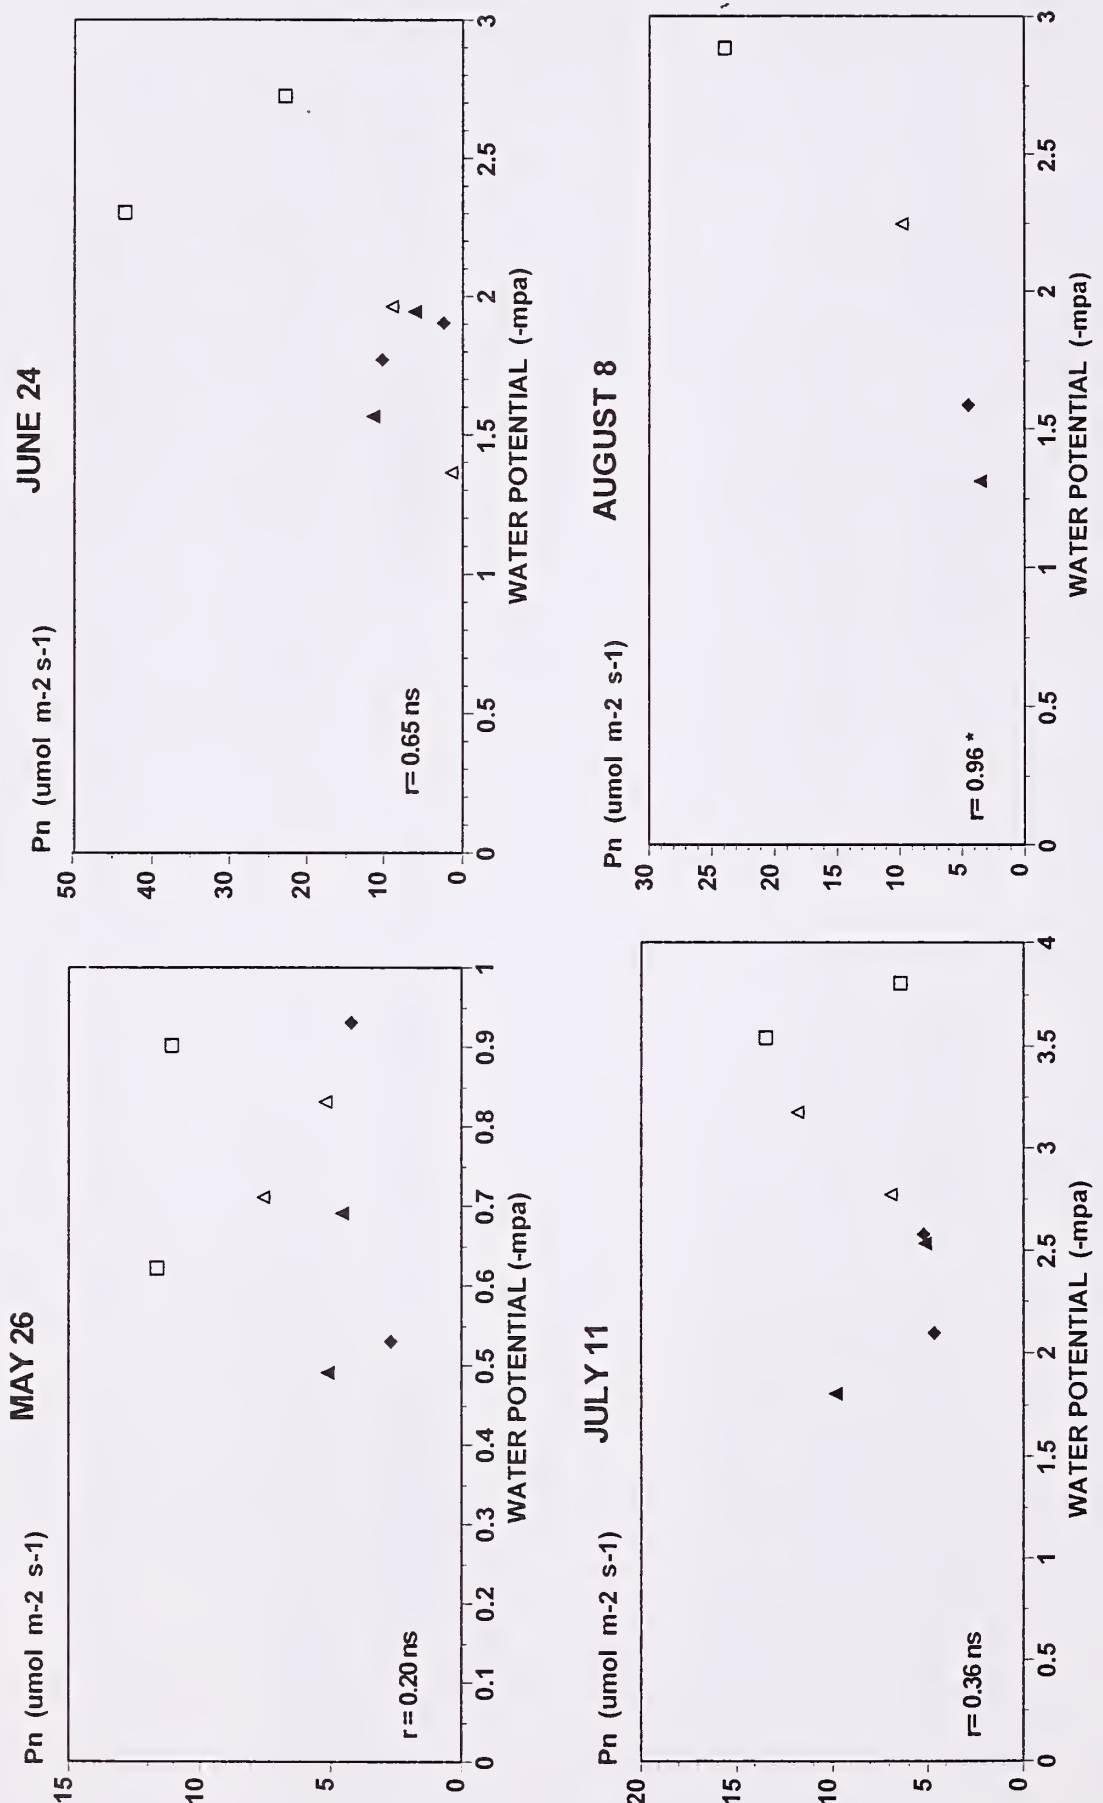 MAY 26
Pn (umol m-2 s-1)
15
10
5
0
0 0.1 0.2 0.3 0.4 0.5 0.6 0.7 0.8 0.9 1
WATER POTENTIAL (-mpa)
r = 0.20 ns
JUNE 24
Pn (umol m-2 s-1)
50
40
30
20
10
0
0 0.5 1 1.5 2 2.5 3
WATER POTENTIAL (-mpa)
r= 0.65 ns
JULY 11
Pn (umol m-2 s-1)
20
10
5
0
0 0.5 1 1.5 2 2.5 3 3.5 4
WATER POTENTIAL (-mpa)
r= 0.36 ns
AUGUST 8
Pn (umol m-2 s-1)
30
25
20
15
10
5
0
0 0.5 1 1.5 2 2.5 3
WATER POTENTIAL (-mpa)
r= 0.96 *